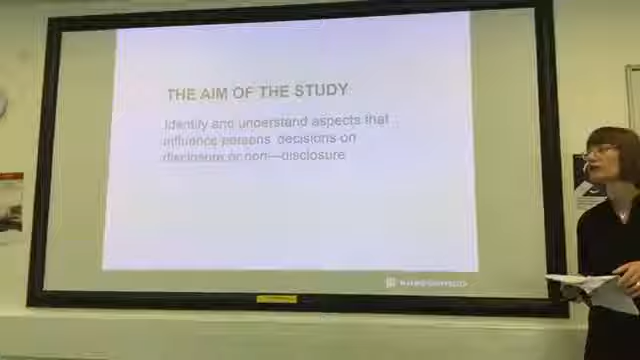 THE AIM OF THE STUDY
Identify and understand aspects that
influence persons decisions on
disclosure or non—disclosure